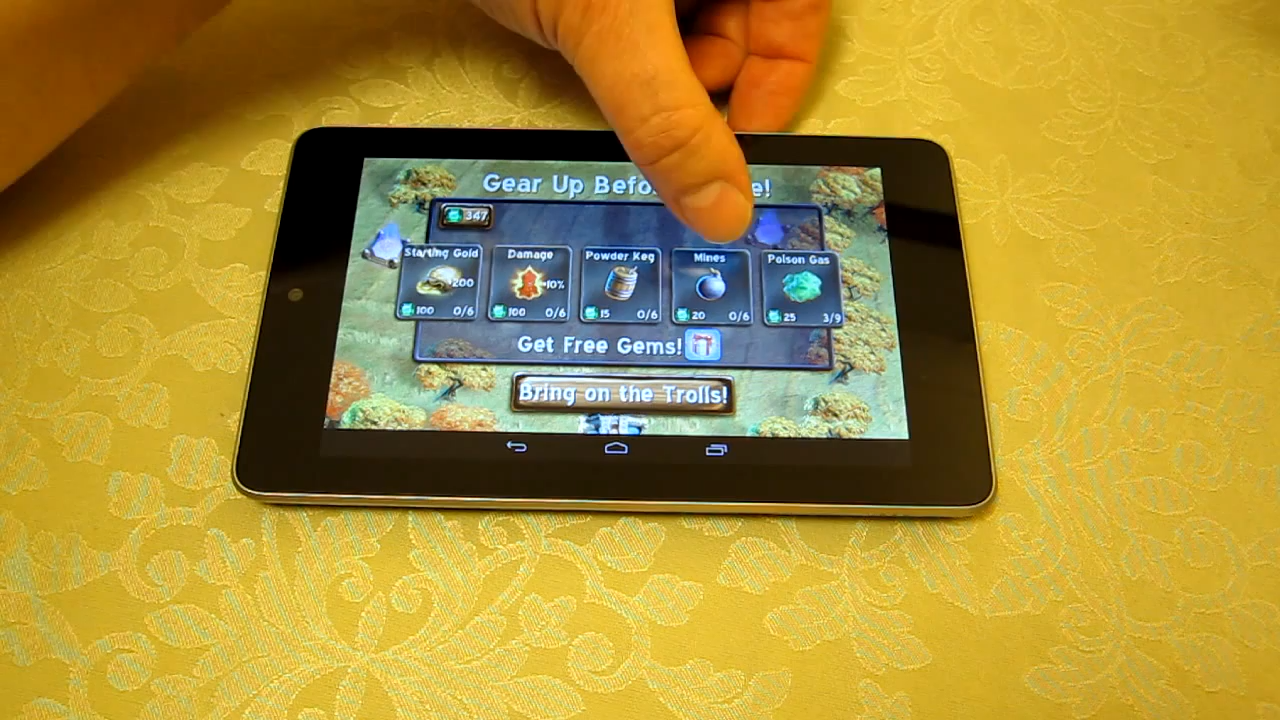 Gear Up Befo e!
347
Starting Gold
+200
100 0/6
Damage
+10%
100 0/6
Powder Keg
15 0/6
Mines
20 0/6
Poison Gas
25 3/9
Get Free Gems!
Bring on the Trolls!